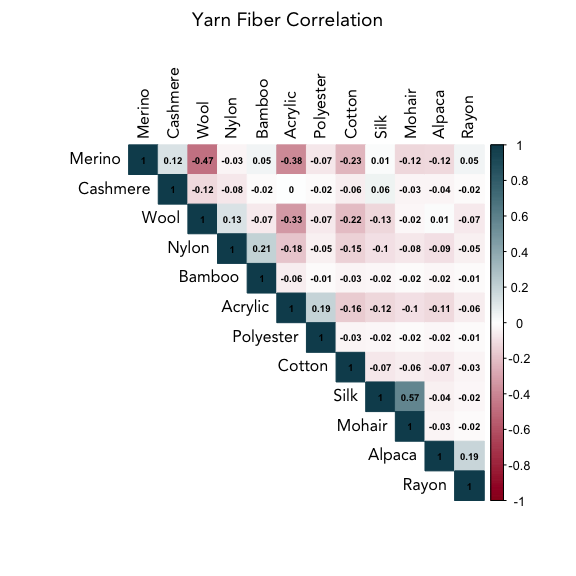 Yarn Fiber Correlation
Merino Cashmere Wool Nylon Bamboo Acrylic Polyester Cotton Silk Mohair Alpaca Rayon
Merino 1 0.12 -0.47 -0.03 0.05 -0.38 -0.07 -0.23 0.01 -0.12 -0.12 0.05
Cashmere 1 -0.12 -0.08 -0.02 0 -0.02 -0.06 0.06 -0.03 -0.04 -0.02
Wool 1 0.13 -0.07 -0.33 -0.07 -0.22 -0.13 -0.02 0.01 -0.07
Nylon 1 0.21 -0.18 -0.05 -0.15 -0.1 -0.08 -0.09 -0.05
Bamboo 1 -0.06 -0.01 -0.03 -0.02 -0.02 -0.02 -0.01
Acrylic 1 0.19 -0.16 -0.12 -0.1 -0.11 -0.06
Polyester 1 -0.03 -0.02 -0.02 -0.02 -0.01
Cotton 1 -0.07 -0.06 -0.07 -0.03
Silk 1 0.57 -0.04 -0.02
Mohair 1 -0.03 -0.02
Alpaca 1 0.19
Rayon 1
1
0.8
0.6
0.4
0.2
0
-0.2
-0.4
-0.6
-0.8
-1